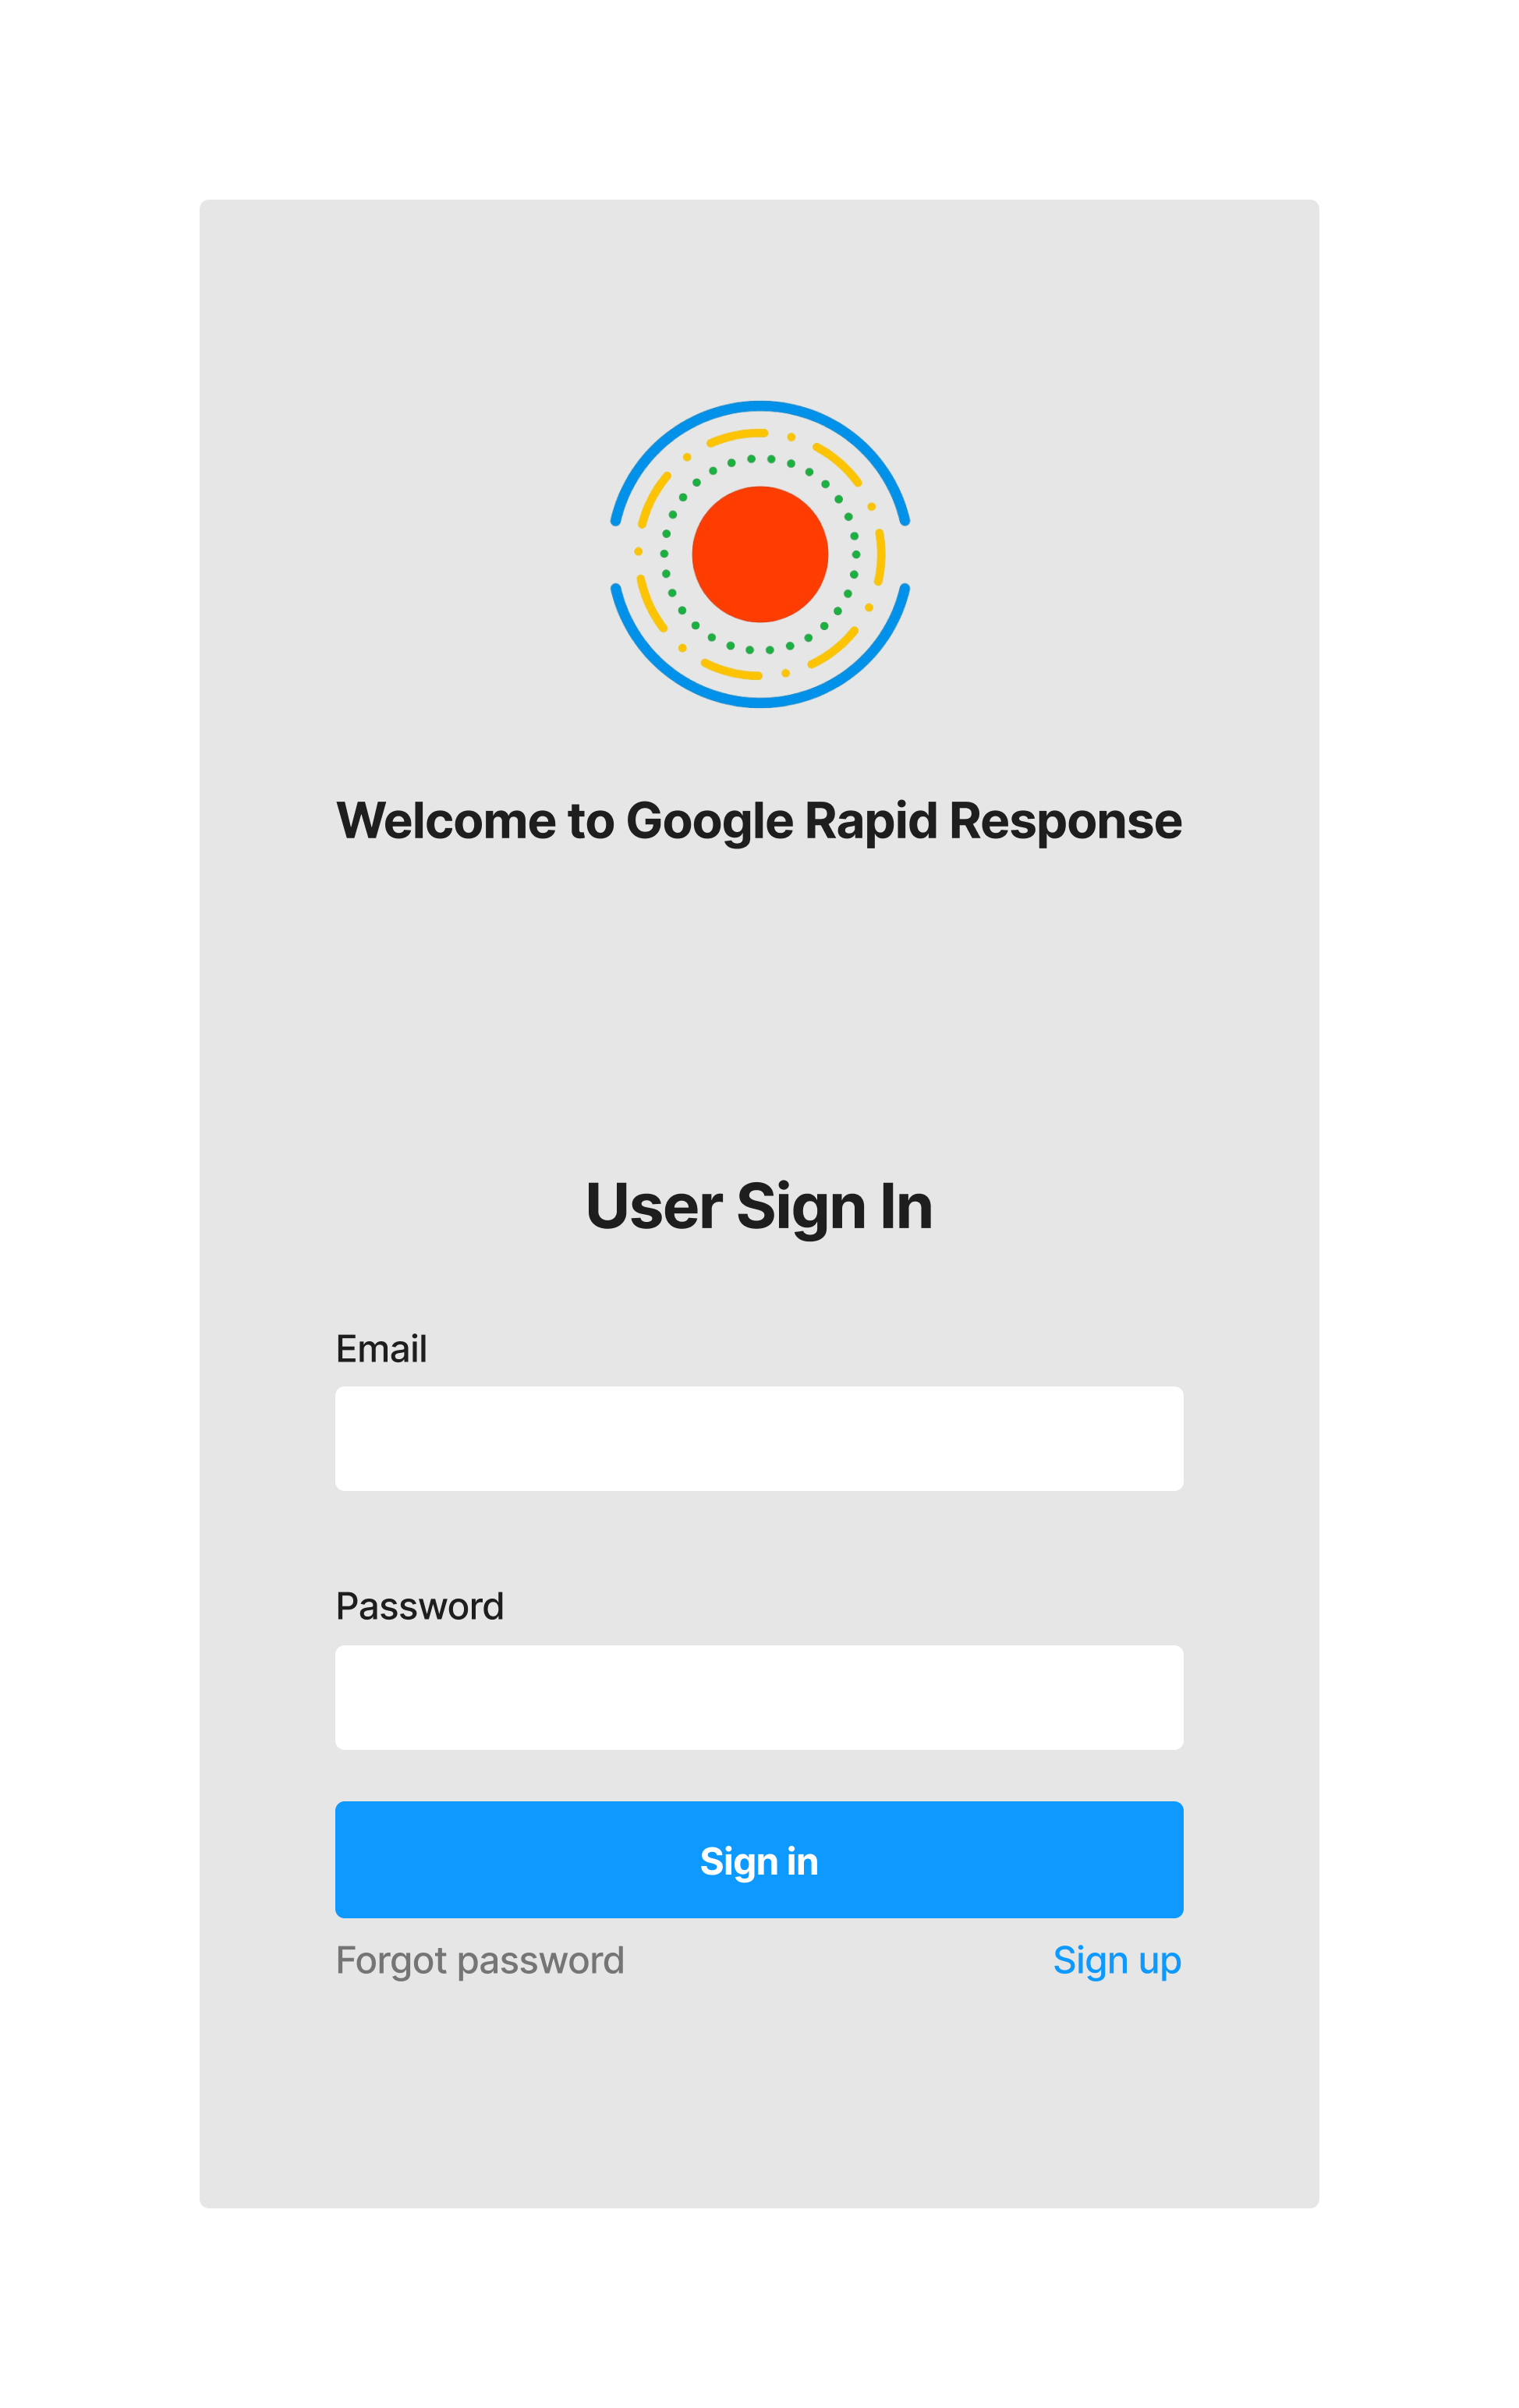 Welcome to Google Rapid Response
User Sign In
Email
Password
Sign in
Forgot password
Sign up